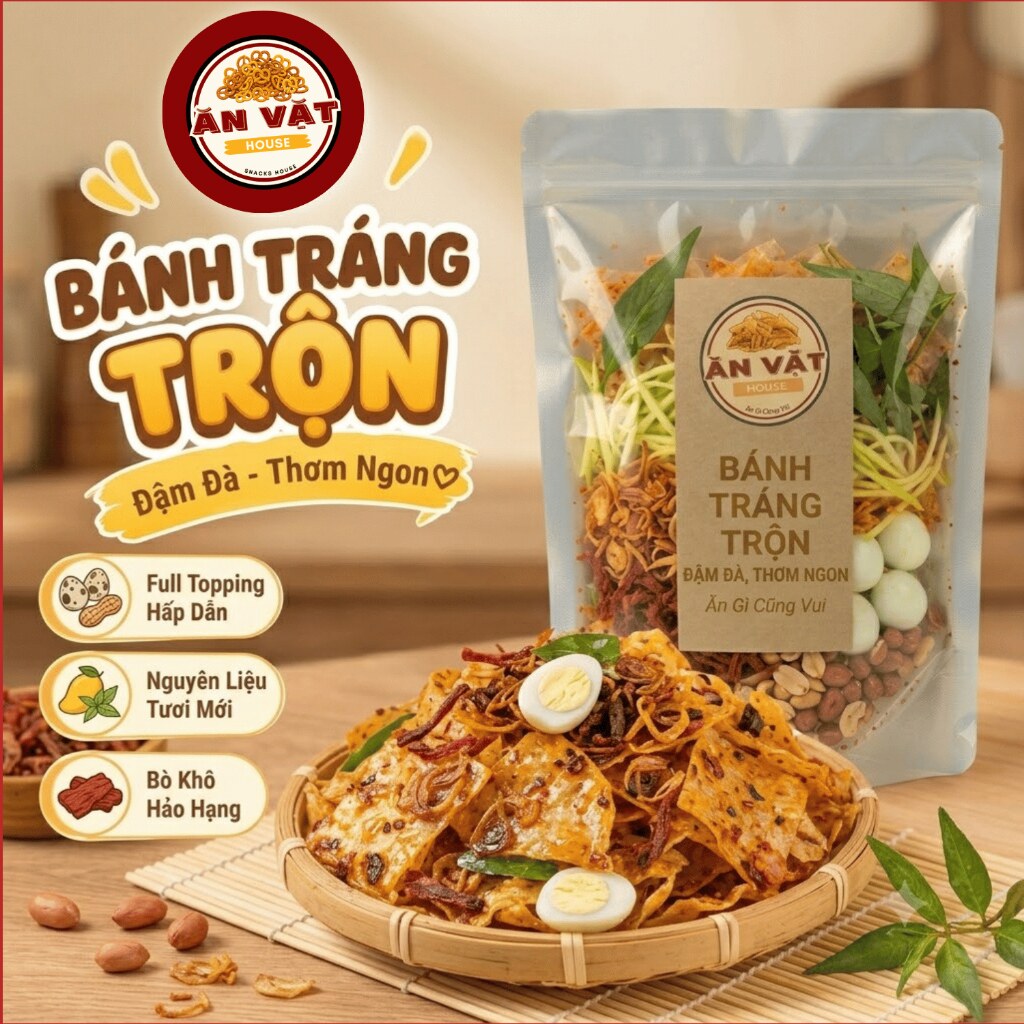 ĂN VẶT
HOUSE
SNACKS HOUSE
BÁNH TRÁNG
TRỘN
Đậm Đà - Thơm Ngon
Full Topping
Hấp Dẫn
Nguyên Liệu
Tươi Mới
Bò Khô
Hảo Hạng
ĂN VẶT
HOUSE
BÁNH
TRÁNG
TRỘN
ĐẬM ĐÀ, THƠM NGON
Ăn Gì Cũng Vui